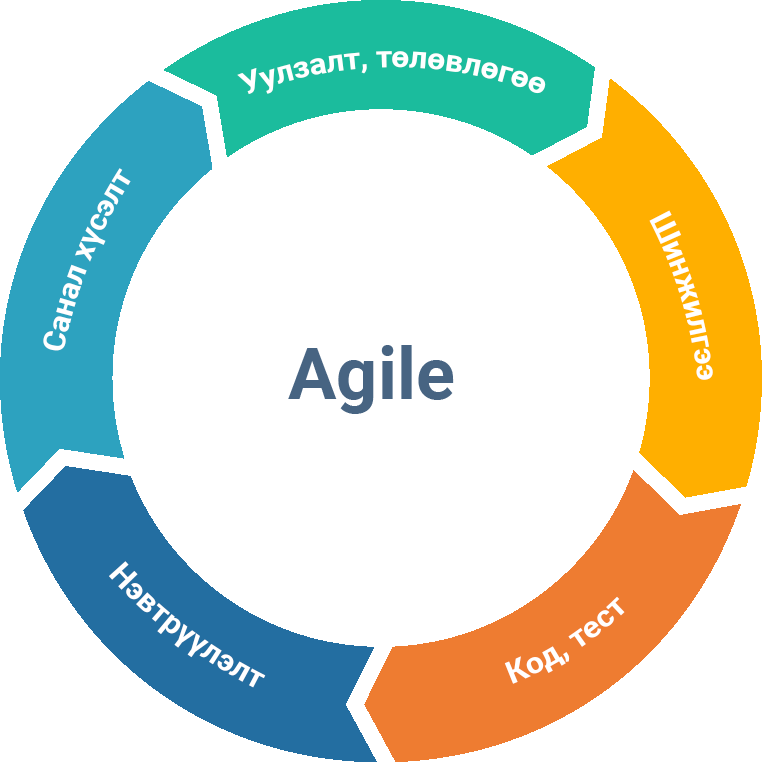 Уулзалт, төлөвлөгөө
Шинжилгээ
Код, тест
Нэвтрүүлэлт
Санал хүсэлт
Agile